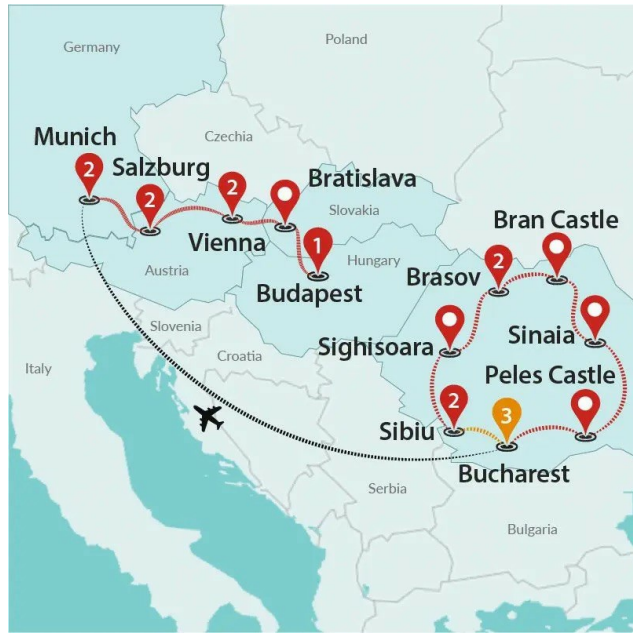 Germany
Poland
Munich
2
Salzburg
2
Czechia
2
Vienna
Bratislava
Slovakia
1
Budapest
Hungary
Austria
Bran Castle
Brasov
2
Sighisoara
Sinaia
Peles Castle
Slovenia
Croatia
Italy
Sibiu
2
3
Bucharest
Serbia
Bulgaria